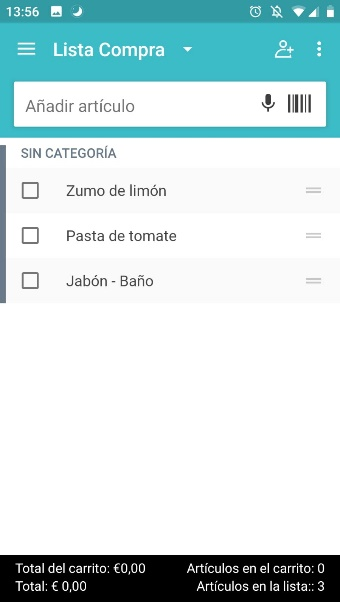 13:56
Lista Compra
Añadir artículo
SIN CATEGORÍA
Zumo de limón
Pasta de tomate
Jabón - Baño
Total del carrito: €0,00 Artículos en el carrito: 0
Total: € 0,00 Artículos en la lista:: 3